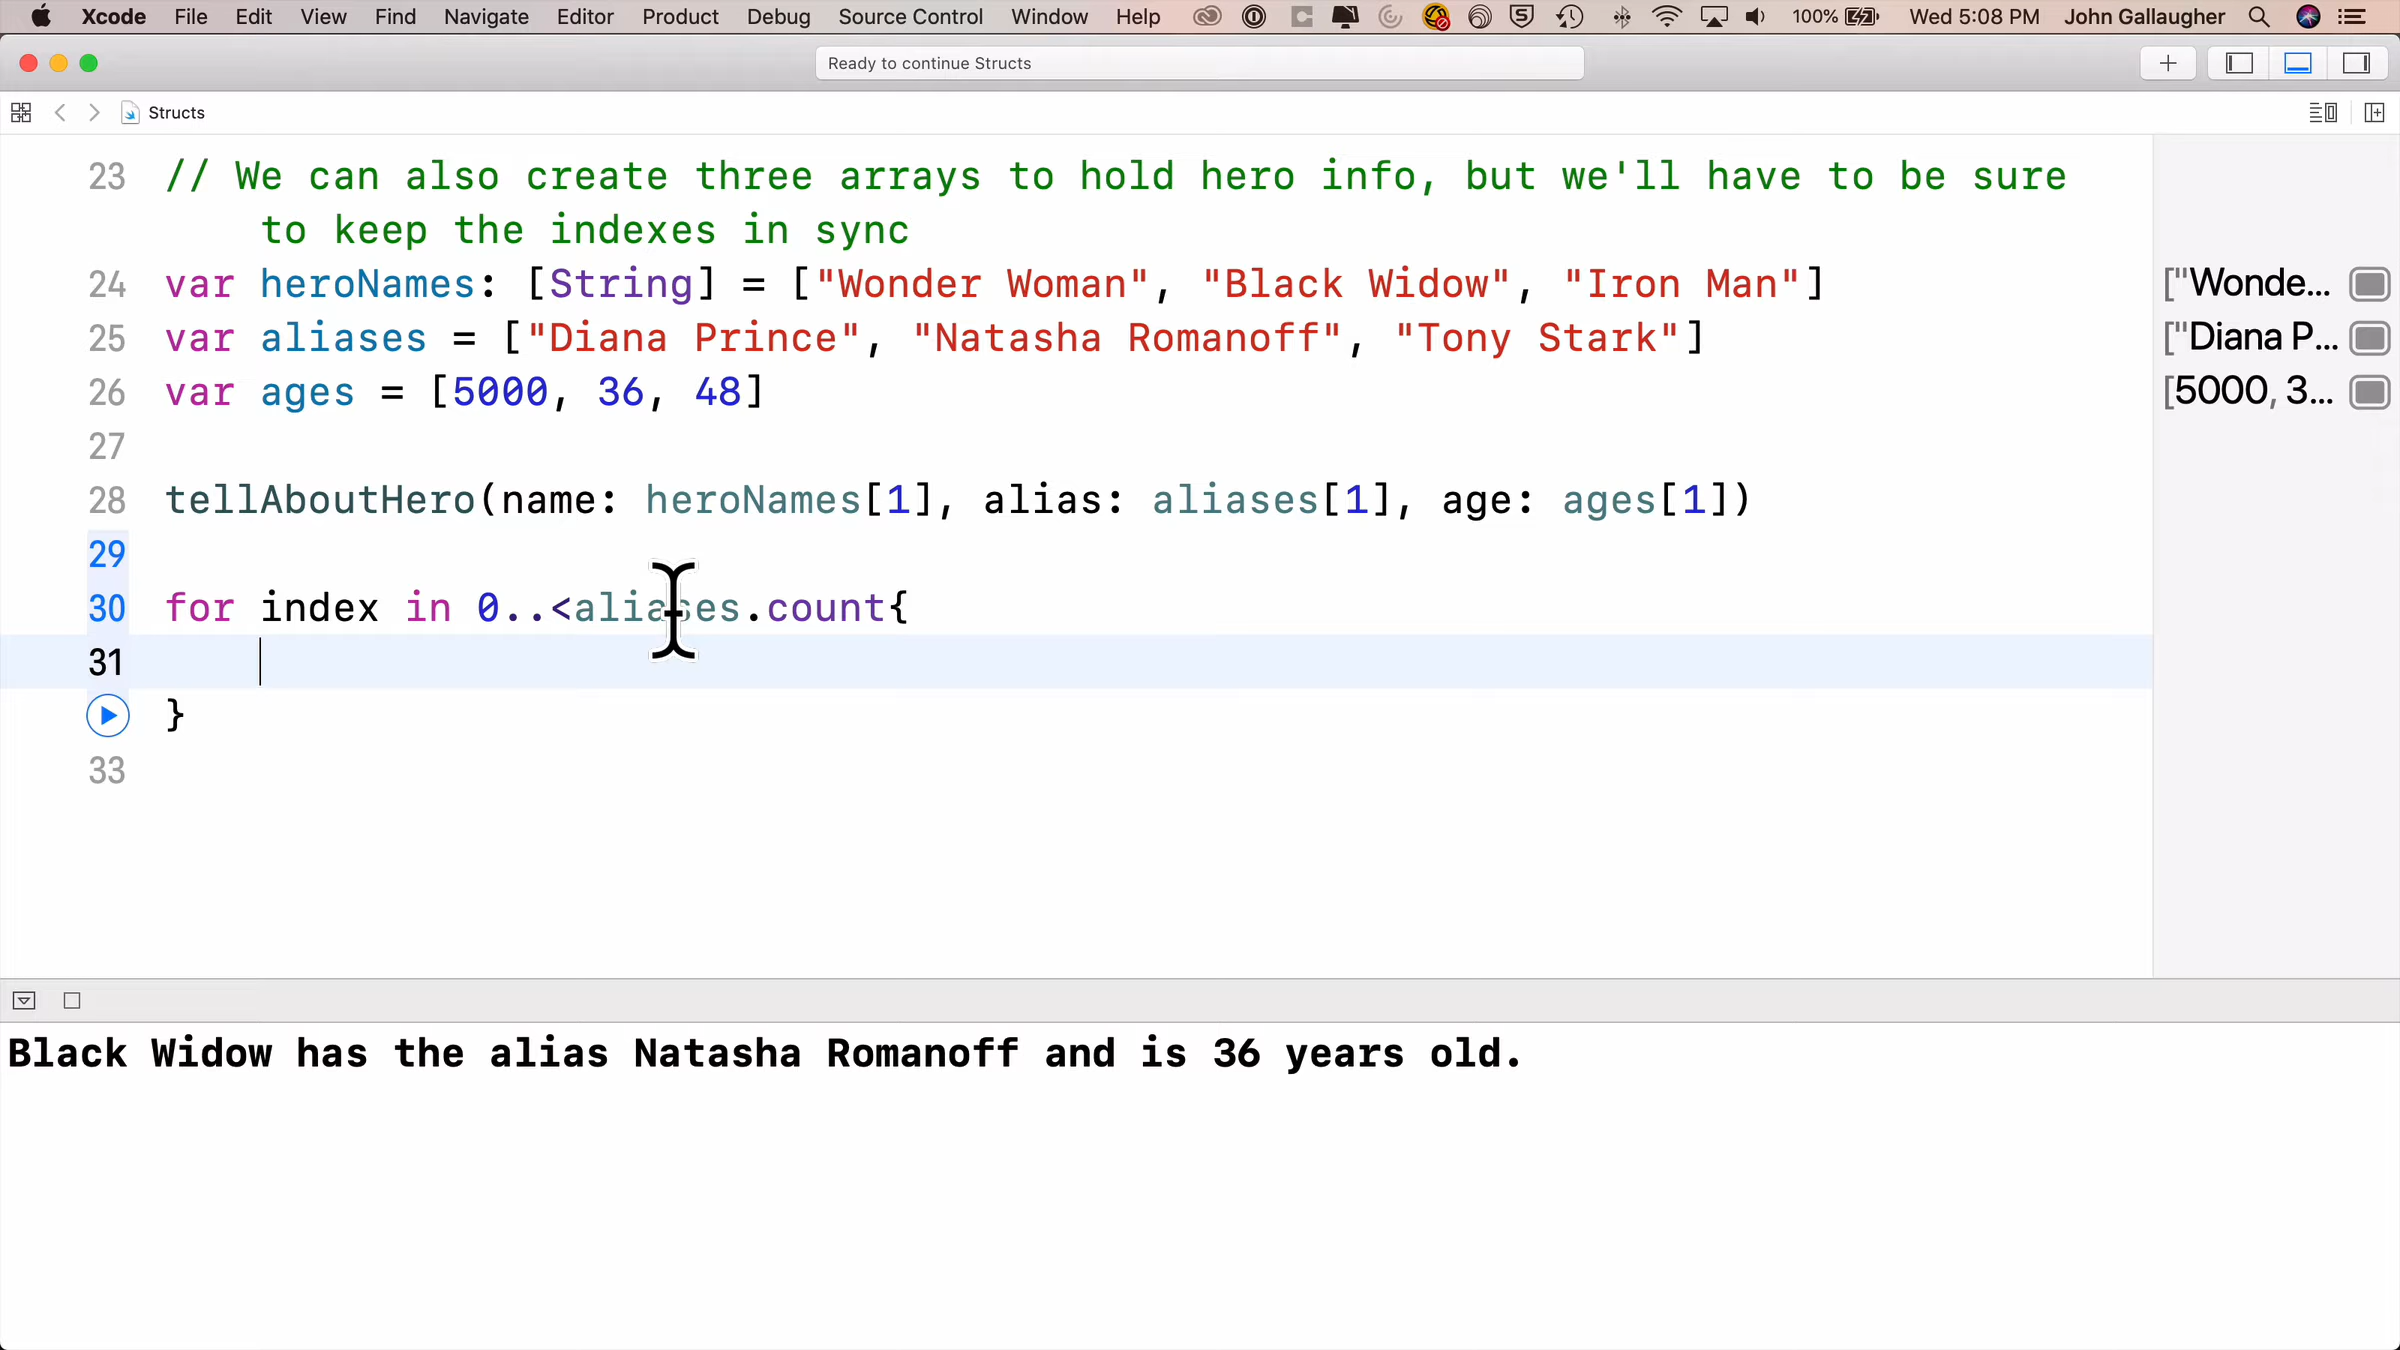 Xcode File Edit View Find Navigate Editor Product Debug Source Control Window Help 100% Wed 5:08 PM John Gallaugher
Ready to continue Structs
Structs
23 // We can also create three arrays to hold hero info, but we'll have to be sure
to keep the indexes in sync
24 var heroNames: [String] = ["Wonder Woman", "Black Widow", "Iron Man"] ["Wonde...
25 var aliases = ["Diana Prince", "Natasha Romanoff", "Tony Stark"] ["Diana P...
26 var ages = [5000, 36, 48] [5000, 3...
27
28 tellAboutHero(name: heroNames[1], alias: aliases[1], age: ages[1])
29
30 for index in 0..<aliases.count{
31
}
33
Black Widow has the alias Natasha Romanoff and is 36 years old.